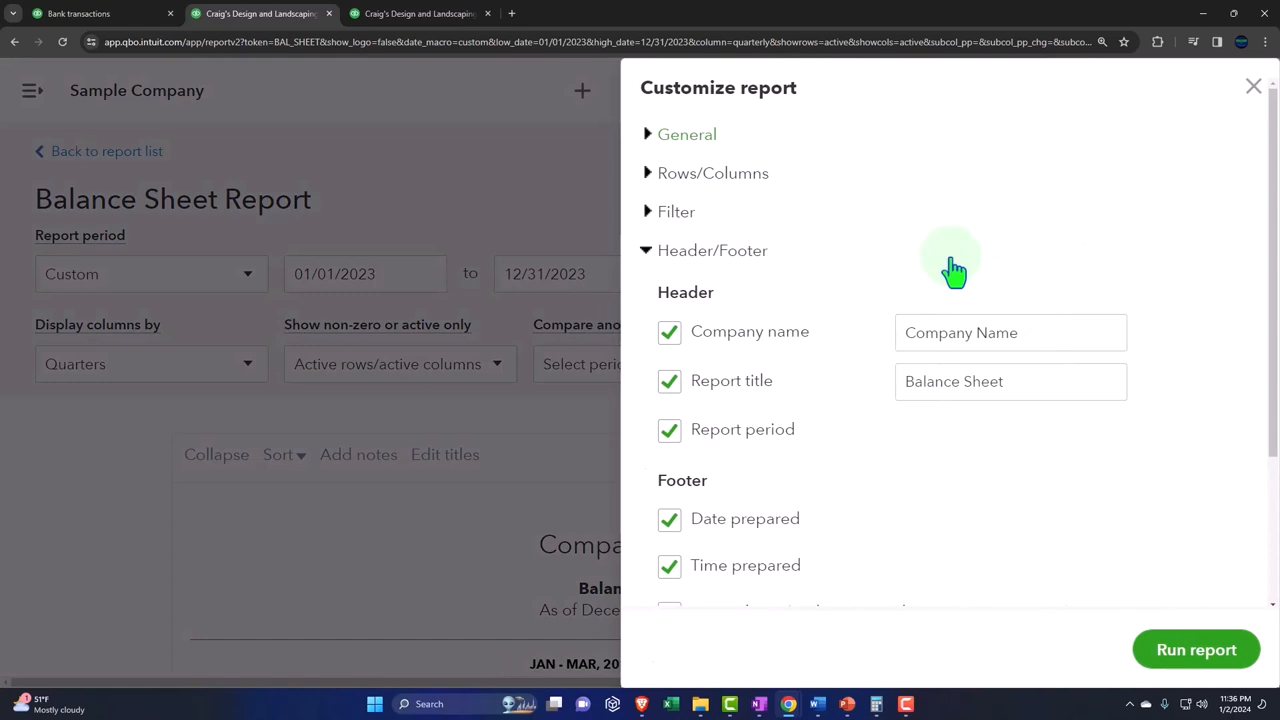 Bank transactions
Craig's Design and Landscaping
Craig's Design and Landscaping
app.qbo.intuit.com/app/reportv2?token=BAL_SHEET&show_logo=false&date_macro=custom&low_date=01/01/2023&high_date=12/31/2023&column=quarterly&showrows=active&showcols=active&subcol_pp=&subcol_pp_chg=&subco...
Sample Company
Back to report list
Balance Sheet Report
Report period
Custom
01/01/2023
to
12/31/2023
Display columns by
Show non-zero or active only
Compare ano
Quarters
Active rows/active columns
Select peri
Collapse Sort Add notes Edit titles
Compa
Balan
As of Dece
JAN - MAR, 20
Customize report
General
Rows/Columns
Filter
Header/Footer
Header
Company name
Company Name
Report title
Balance Sheet
Report period
Footer
Date prepared
Time prepared
Run report
51°F
Mostly cloudy
Search
11:36 PM
1/2/2024